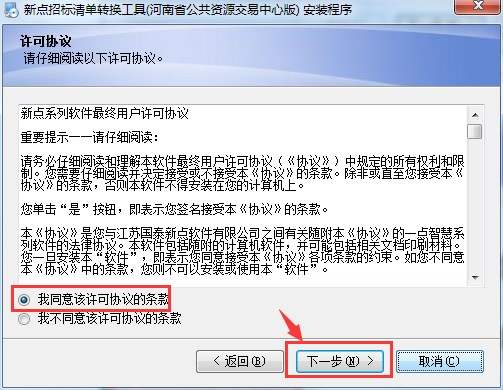 新点招标清单转换工具(河南省公共资源交易中心版) 安装程序
许可协议
请仔细阅读以下许可协议。
新点系列软件最终用户许可协议
重要提示——请仔细阅读：
请务必仔细阅读和理解本软件最终用户许可协议（《协议》）中规定的所有权利和限
制。您需要仔细阅读并决定接受或不接受本《协议》的条款。除非或直至您接受本《
协议》的条款，否则本软件不得安装在您的计算机上。
您单击“是”按钮，即表示您签名接受本《协议》的条款。
本《协议》是您与江苏国泰新点软件有限公司之间有关随附本《协议》的一点智慧系
列软件的法律协议。本软件包括随附的计算机软件，并可能包括相关文档印刷材料。
您一旦安装本“软件”，即表示您同意接受本《协议》各项条款的约束。如您不同意
本《协议》中的条款，您则不可以安装或使用本“软件”。
我同意该许可协议的条款
我不同意该许可协议的条款
< 返回(B)
下一步(N) >
取消(C)